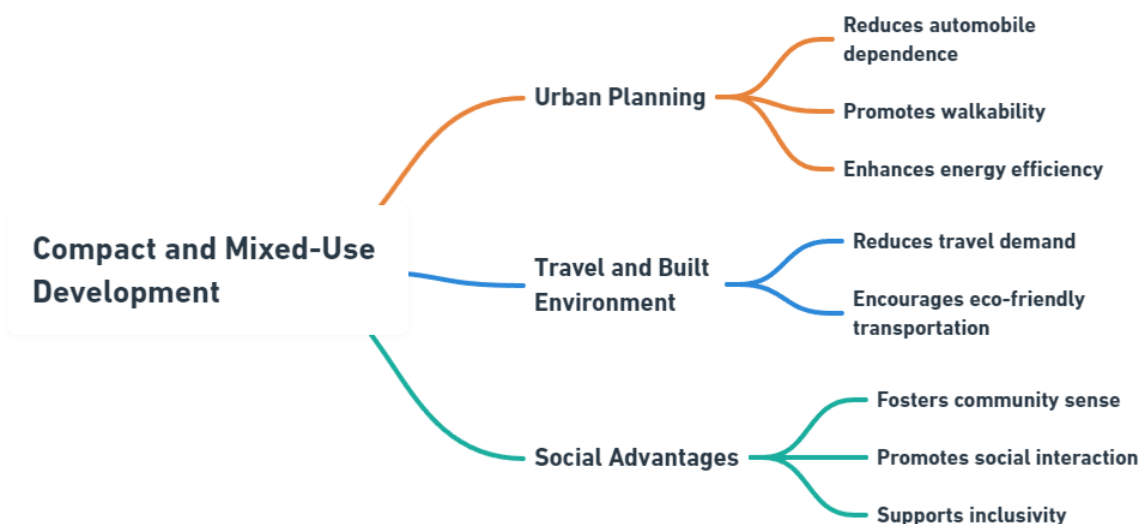 Compact and Mixed-Use
Development
Urban Planning
Reduces automobile
dependence
Promotes walkability
Enhances energy efficiency
Travel and Built
Environment
Reduces travel demand
Encourages eco-friendly
transportation
Social Advantages
Fosters community sense
Promotes social interaction
Supports inclusivity